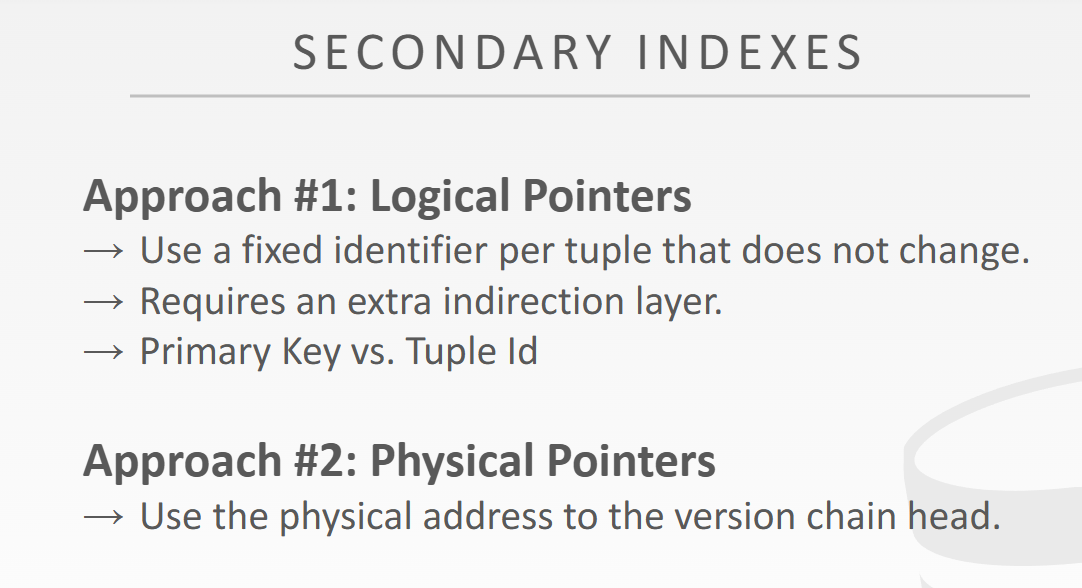 SECONDARY INDEXES
Approach #1: Logical Pointers
→ Use a fixed identifier per tuple that does not change.
→ Requires an extra indirection layer.
→ Primary Key vs. Tuple Id
Approach #2: Physical Pointers
→ Use the physical address to the version chain head.